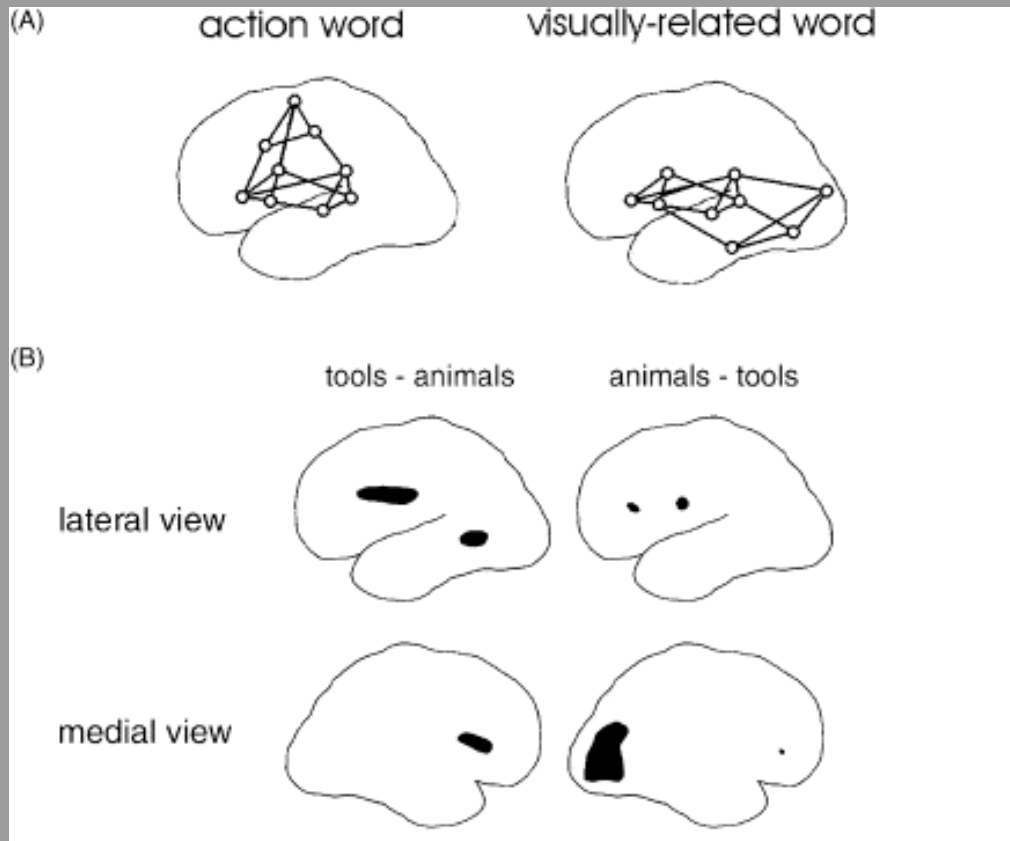 (A)
action word visually-related word
(B)
tools - animals animals - tools
lateral view
medial view